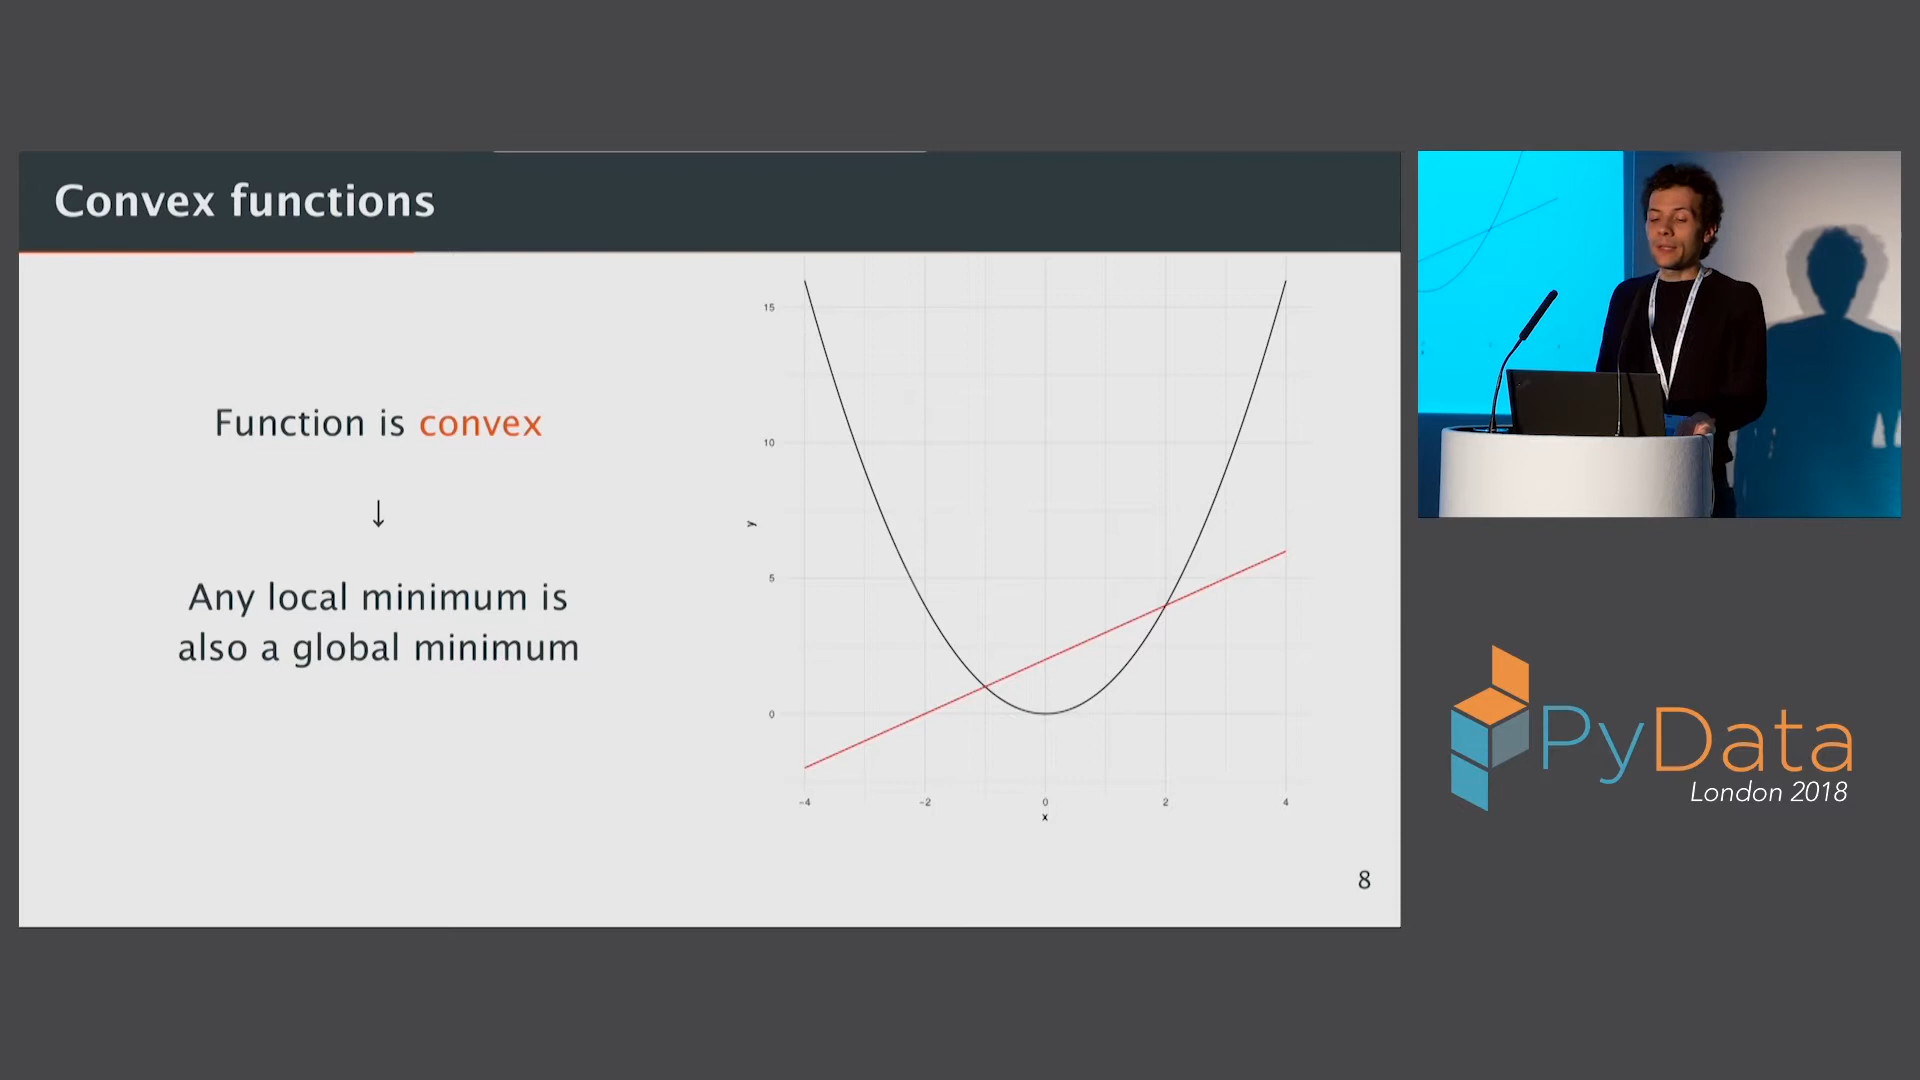 Convex functions
Function is convex
↓
Any local minimum is
also a global minimum
15
10
5
0
y
-4
-2
0
2
4
x
8
PyData
London 2018